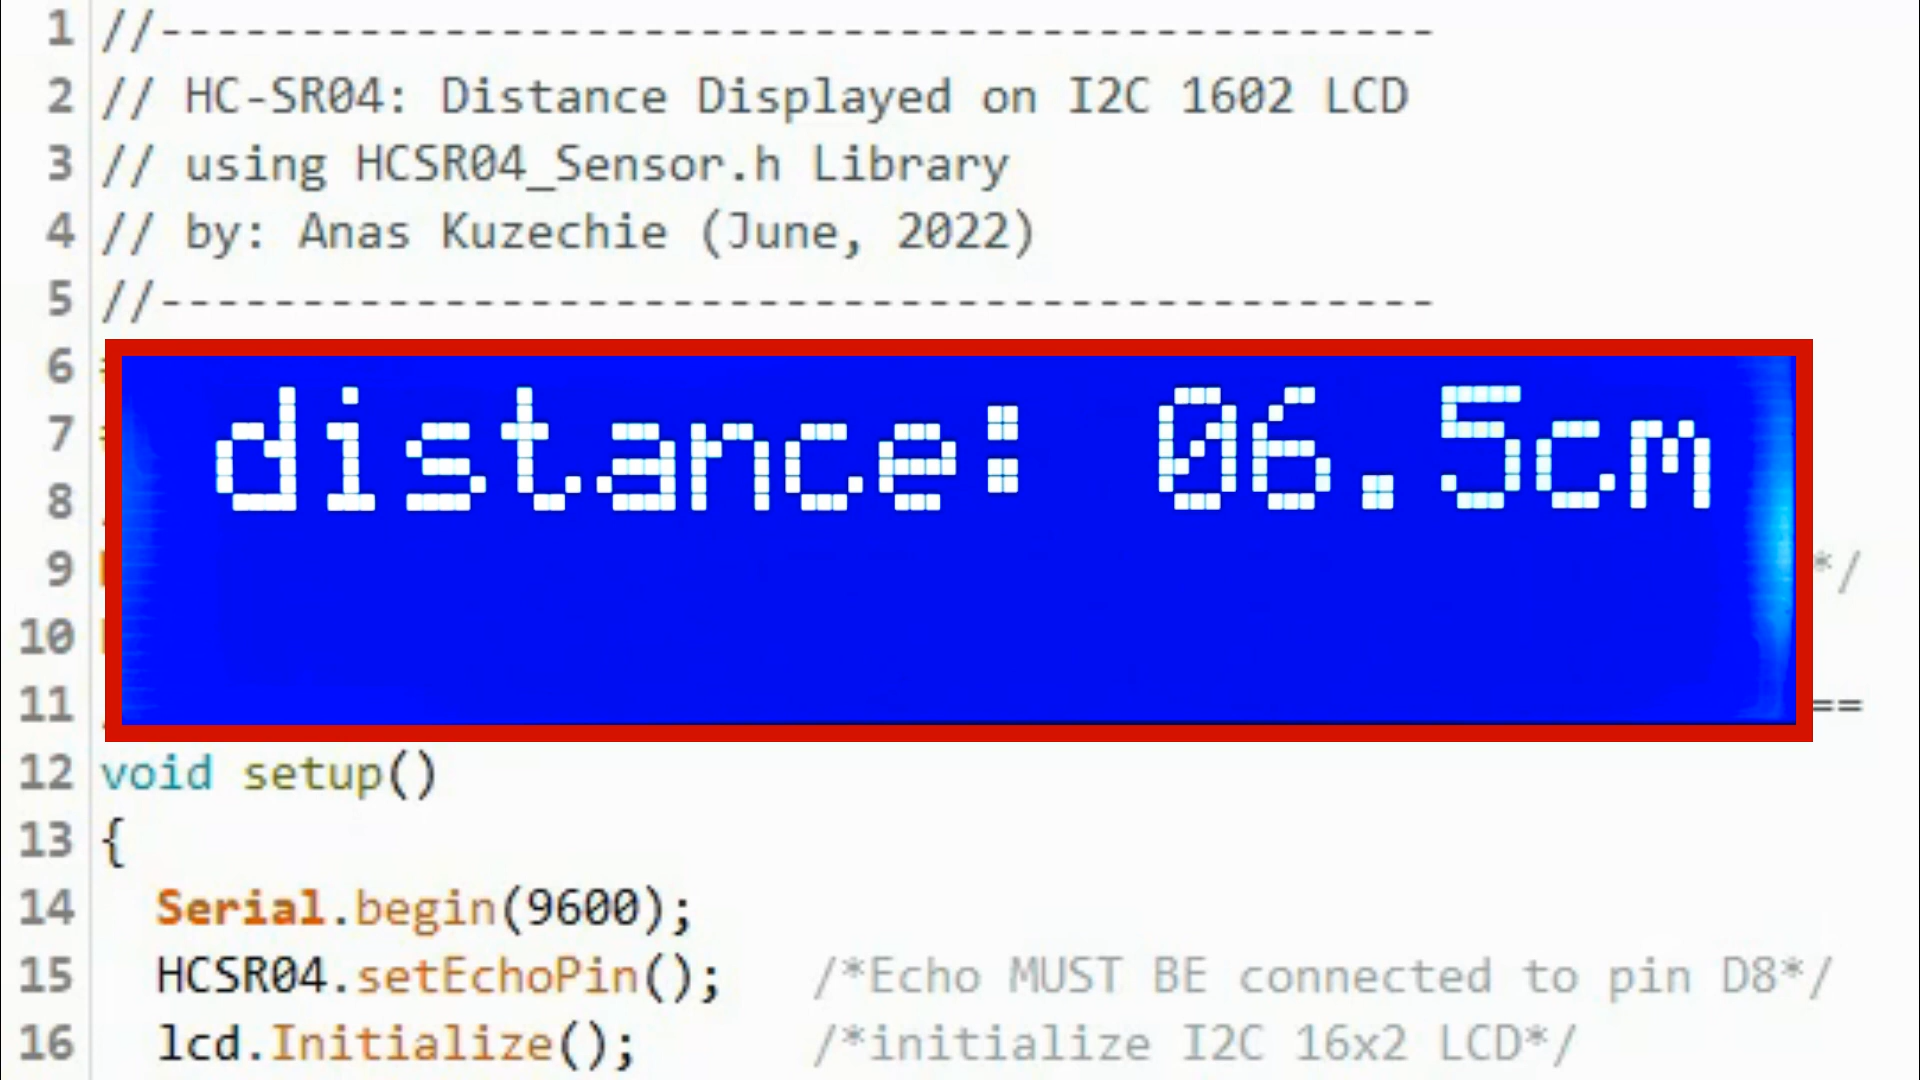 1 //---------------------------------------------
2 // HC-SR04: Distance Displayed on I2C 1602 LCD
3 // using HCSR04_Sensor.h Library
4 // by: Anas Kuzechie (June, 2022)
5 //---------------------------------------------
6
distance: 06.5cm
7
8
9 */
10
11 ==
12 void setup()
13 {
14 Serial.begin(9600);
15 HCSR04.setEchoPin(); /*Echo MUST BE connected to pin D8*/
16 lcd.Initialize(); /*initialize I2C 16x2 LCD*/